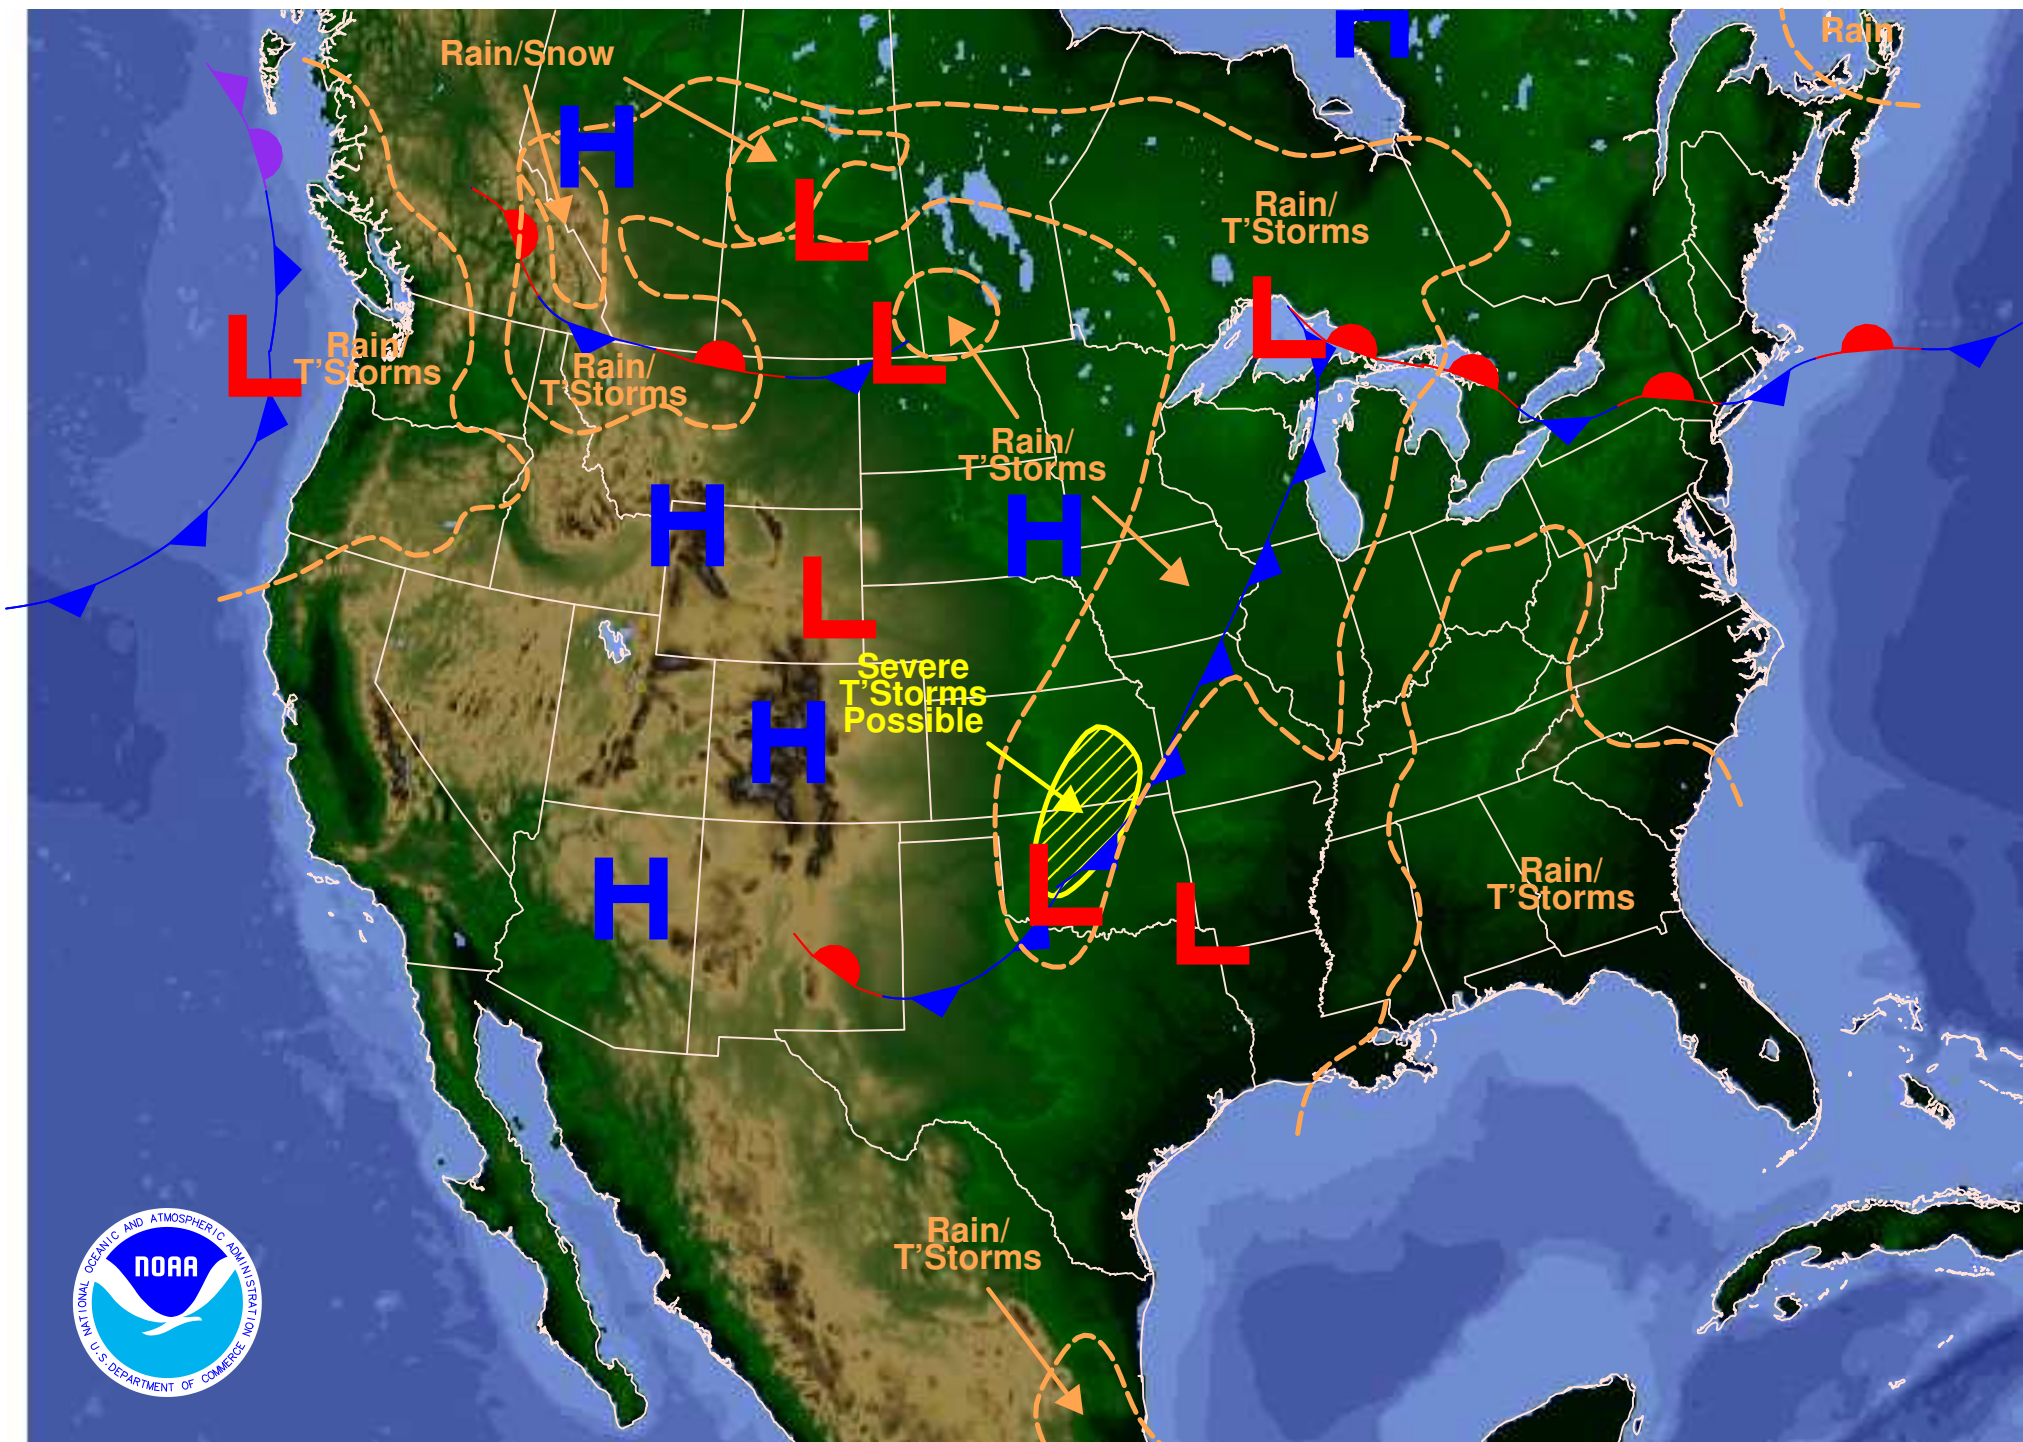 Rain
Rain/Snow
H
H
Rain/
T'Storms
L
L
L
L
Rain/
T'Storms
Rain/
T'Storms
Rain/
T'Storms
H
H
L
Severe
T'Storms
Possible
H
H
L
L
Rain/
T'Storms
Rain/
T'Storms
NATIONAL OCEANIC AND ATMOSPHERIC ADMINISTRATION
NOAA
U.S. DEPARTMENT OF COMMERCE